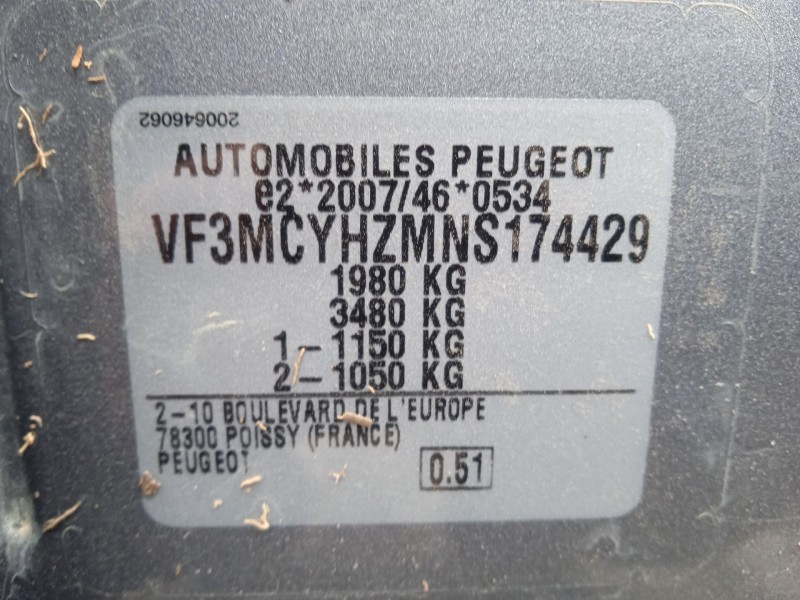 200646062
AUTOMOBILES PEUGEOT
e2*2007/46*0534
VF3MCYHZMNS174429
1980 KG
3480 KG
1-1150 KG
2-1050 KG
2-10 BOULEVARD DE L'EUROPE
78300 POISSY (FRANCE)
PEUGEOT
0.51